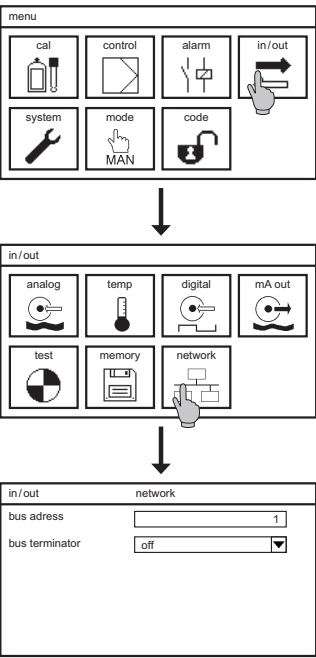 menu
cal control alarm in/out
system mode code
MAN
in/out
analog temp digital mA out
test memory network
in/out network
bus adress 1
bus terminator off